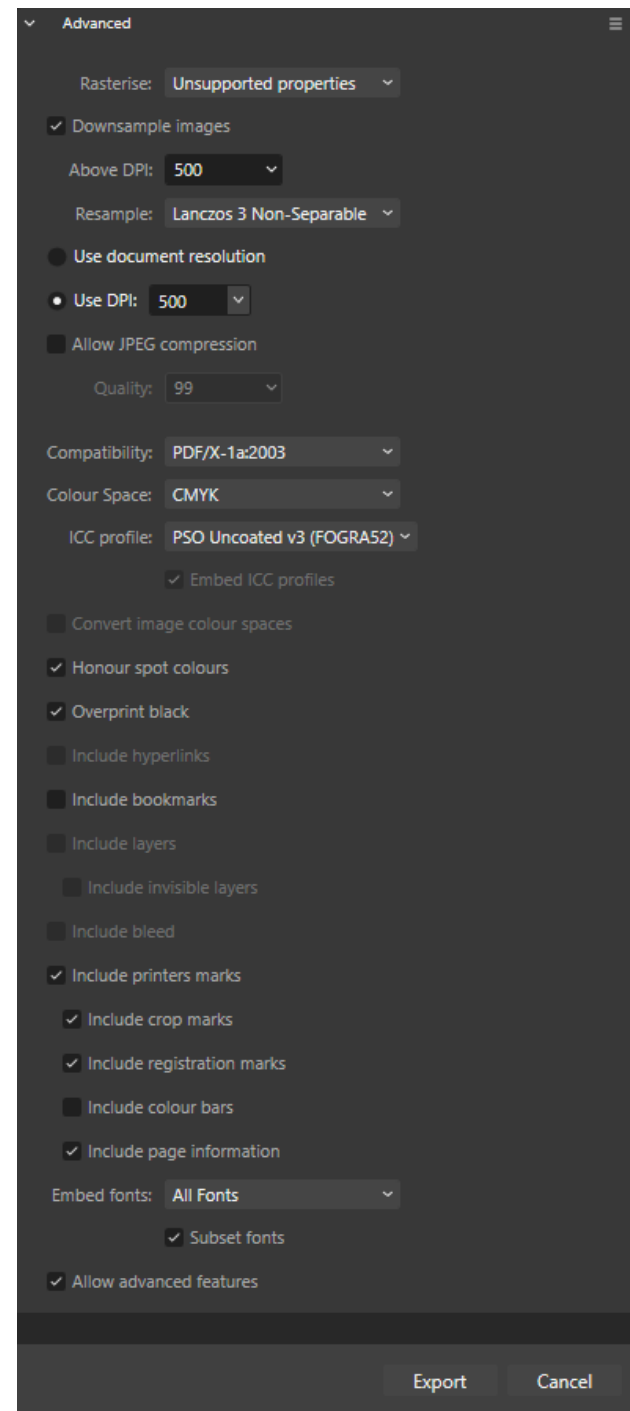 Advanced
Rasterise: Unsupported properties
Downsample images
Above DPI: 500
Resample: Lanczos 3 Non-Separable
Use document resolution
Use DPI: 500
Allow JPEG compression
Quality: 99
Compatibility: PDF/X-1a:2003
Colour Space: CMYK
ICC profile: PSO Uncoated v3 (FOGRA52)
Embed ICC profiles
Convert image colour spaces
Honour spot colours
Overprint black
Include hyperlinks
Include bookmarks
Include layers
Include invisible layers
Include bleed
Include printers marks
Include crop marks
Include registration marks
Include colour bars
Include page information
Embed fonts: All Fonts
Subset fonts
Allow advanced features
Export Cancel